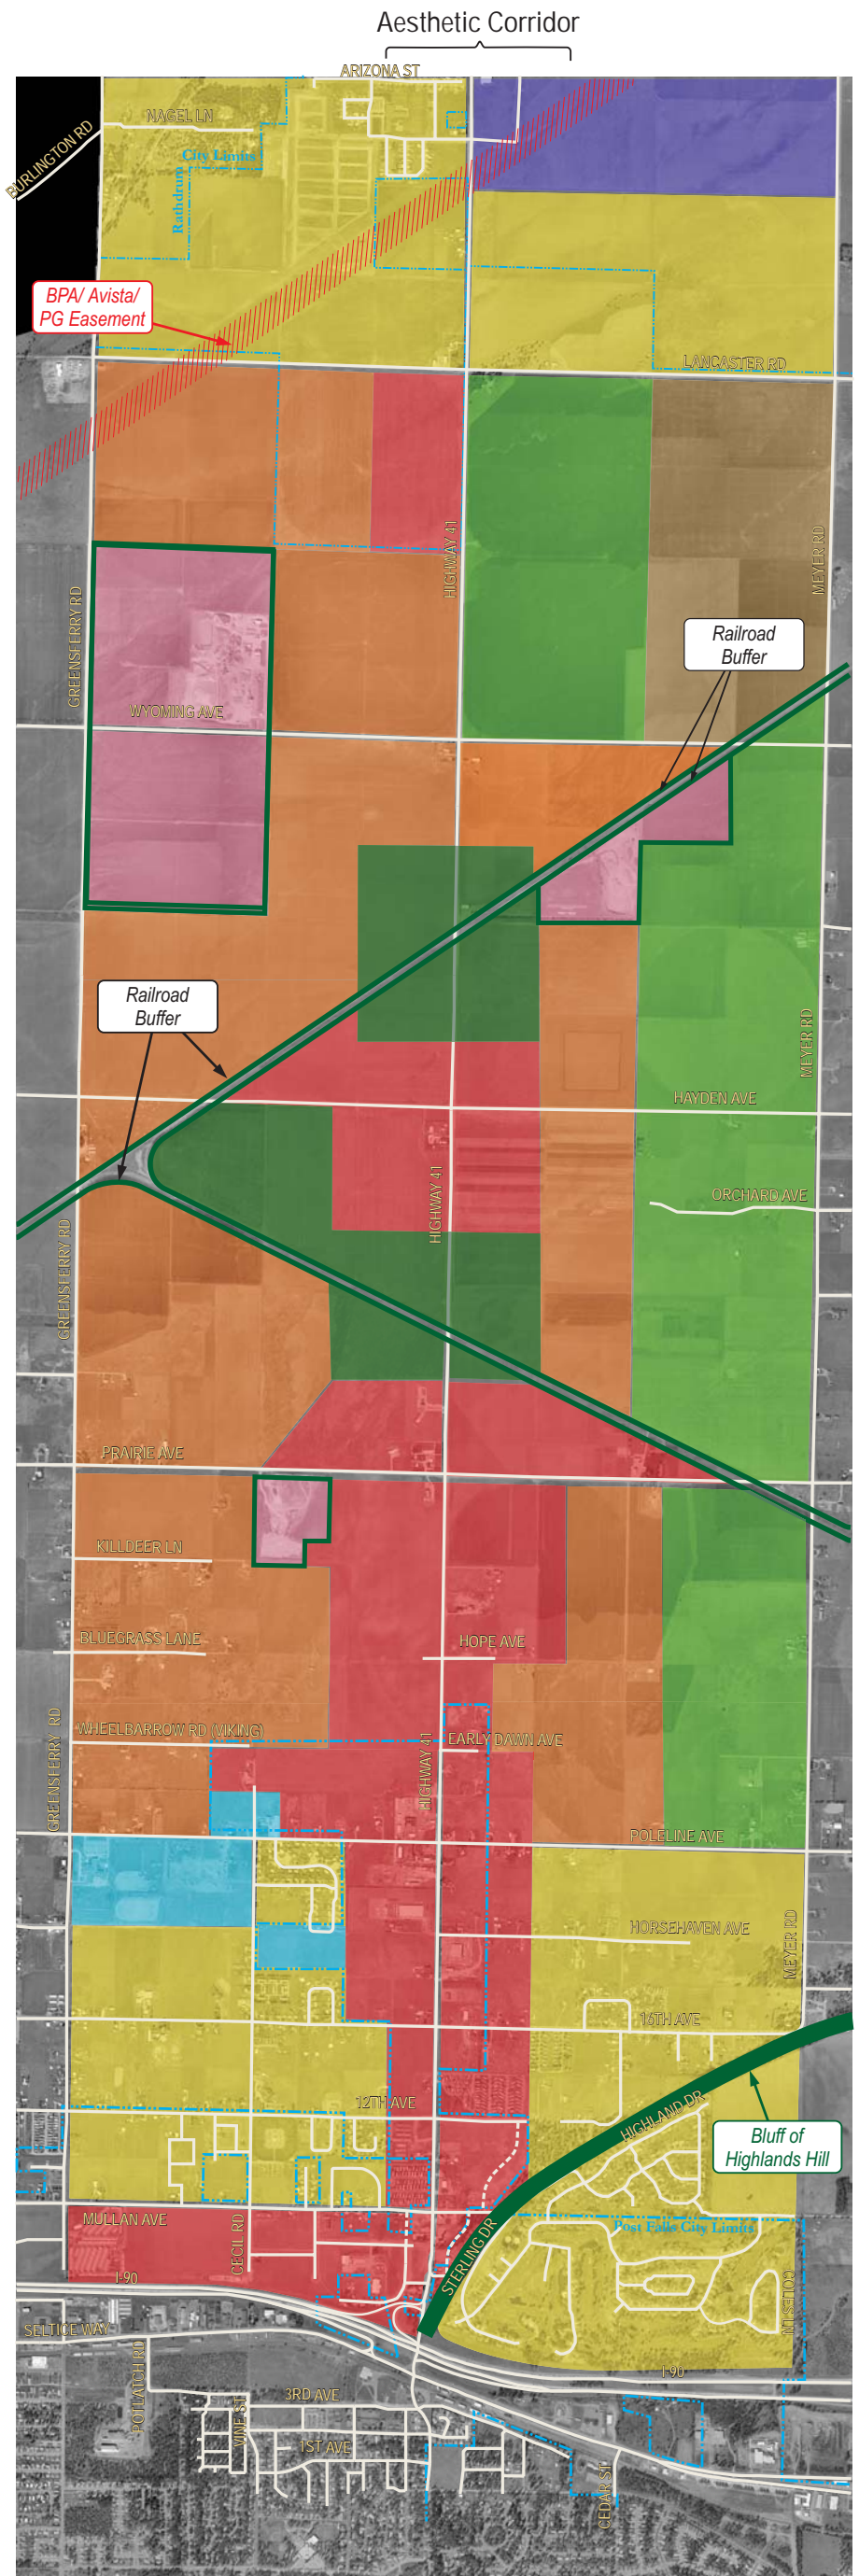 Aesthetic Corridor
ARIZONA ST
NAGEL LN
BURLINGTON RD
City Limits
Rathdrum
BPA/ Avista/
PG Easement
LANCASTER RD
HIGHWAY 41
MEYER RD
GREENSFERRY RD
Railroad
Buffer
WYOMING AVE
Railroad
Buffer
MEYER RD
HAYDEN AVE
HIGHWAY 41
ORCHARD AVE
GREENSFERRY RD
PRAIRIE AVE
KILLDEER LN
BLUEGRASS LANE
HOPE AVE
GREENSFERRY RD
WHEELBARROW RD (VIKING)
HIGHWAY 41
EARLY DAWN AVE
POLELINE AVE
HORSEHAVEN AVE
MEYER RD
16TH AVE
12TH AVE
HIGHLAND DR
Bluff of
Highlands Hill
MULLAN AVE
CECIL RD
STERLING DR
Post Falls City Limits
I-90
GOLES LN
SELTICE WAY
POTLATCH RD
I-90
3RD AVE
VINE ST
1ST AVE
CEDAR ST